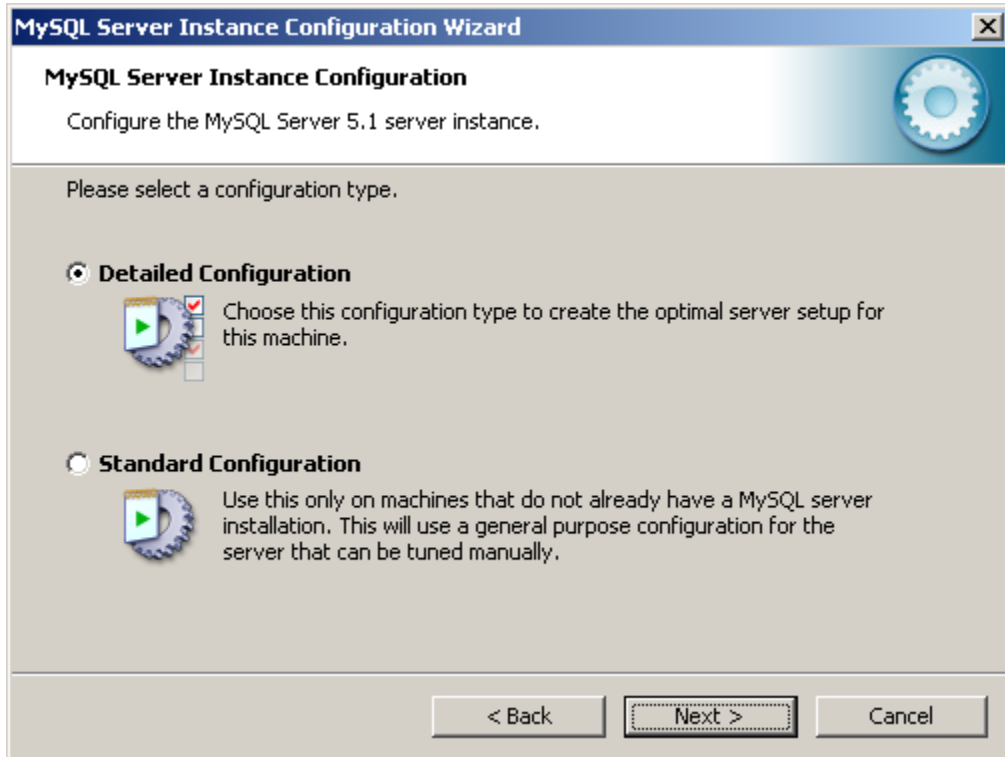 MySQL Server Instance Configuration Wizard
MySQL Server Instance Configuration
Configure the MySQL Server 5.1 server instance.
Please select a configuration type.
Detailed Configuration
Choose this configuration type to create the optimal server setup for
this machine.
Standard Configuration
Use this only on machines that do not already have a MySQL server
installation. This will use a general purpose configuration for the
server that can be tuned manually.
< Back
Next >
Cancel